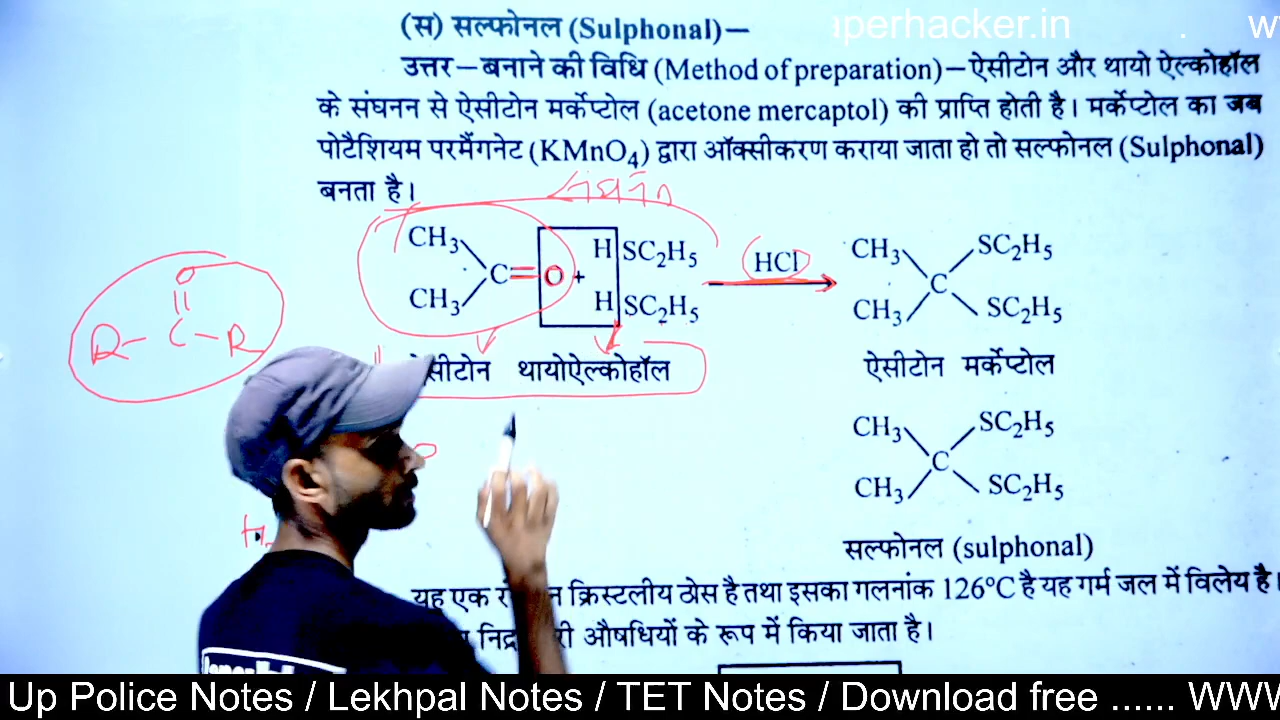 (स) सल्फोनल (Sulphonal)—
perhacker.in
उत्तर—बनाने की विधि (Method of preparation)—ऐसीटोन और थायो ऐल्कोहॉल
के संघनन से ऐसीटोन मर्केप्टोल (acetone mercaptol) की प्राप्ति होती है। मर्केप्टोल का जब
पोटैशियम परमैंगनेट (KMnO₄) द्वारा ऑक्सीकरण कराया जाता हो तो सल्फोनल (Sulphonal)
बनता है।
संघनन
CH₃ H SC₂H₅ HCl CH₃ SC₂H₅
C=O + C
CH₃ H SC₂H₅ CH₃ SC₂H₅
O
R-C-R
थायोऐल्कोहॉल ऐसीटोन मर्केप्टोल
CH₃ SC₂H₅
C
CH₃ SC₂H₅
सल्फोनल (sulphonal)
यह एक क्रिस्टलीय ठोस है तथा इसका गलनांक 126°C है यह गर्म जल में विलेय है।
औषधियों के रूप में किया जाता है।
Up Police Notes / Lekhpal Notes / TET Notes / Download free ...... WWW